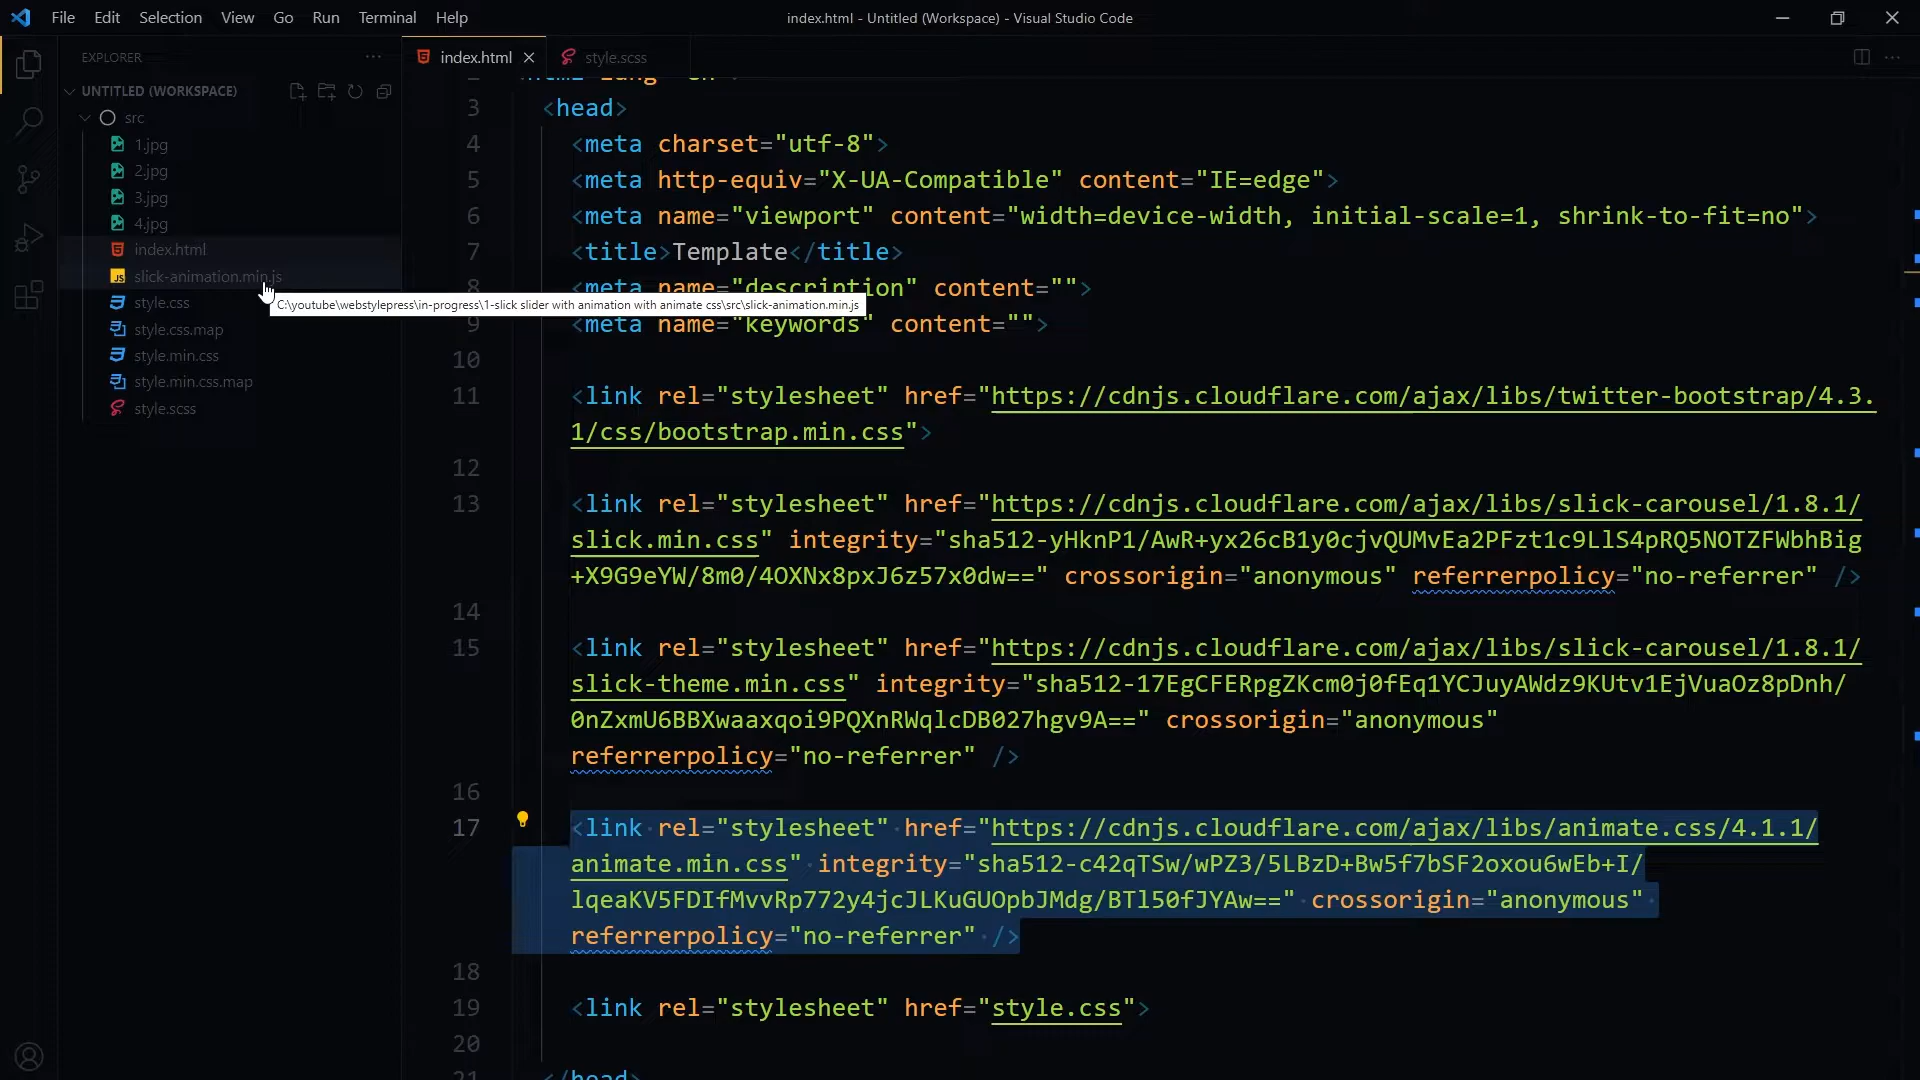 File Edit Selection View Go Run Terminal Help
index.html - Untitled (Workspace) - Visual Studio Code
EXPLORER
UNTITLED (WORKSPACE)
src
1.jpg
2.jpg
3.jpg
4.jpg
index.html
slick-animation.min.js
style.css
style.css.map
style.min.css
style.min.css.map
style.scss
C:\youtube\webstylepress\in-progress\1-slick slider with animation with animate css\src\slick-animation.min.js
index.html
style.scss
3 <head>
4 <meta charset="utf-8">
5 <meta http-equiv="X-UA-Compatible" content="IE=edge">
6 <meta name="viewport" content="width=device-width, initial-scale=1, shrink-to-fit=no">
7 <title>Template</title>
8 <meta name="description" content="">
9 <meta name="keywords" content="">
10
11 <link rel="stylesheet" href="https://cdnjs.cloudflare.com/ajax/libs/twitter-bootstrap/4.3.
1/css/bootstrap.min.css">
12
13 <link rel="stylesheet" href="https://cdnjs.cloudflare.com/ajax/libs/slick-carousel/1.8.1/
slick.min.css" integrity="sha512-yHknP1/AwR+yx26cB1y0cjvQUMvEa2PFzt1c9LlS4pRQ5NOTZFWbhBig
+X9G9eYW/8m0/4OXNx8pxJ6z57x0dw==" crossorigin="anonymous" referrerpolicy="no-referrer" />
14
15 <link rel="stylesheet" href="https://cdnjs.cloudflare.com/ajax/libs/slick-carousel/1.8.1/
slick-theme.min.css" integrity="sha512-17EgCFERpgZKcm0j0fEq1YCJuyAWdz9KUtv1EjVuaOz8pDnh/
0nZxmU6BBXwaaxqoi9PQXnRWqlcDB027hgv9A==" crossorigin="anonymous"
referrerpolicy="no-referrer" />
16
17 <link rel="stylesheet" href="https://cdnjs.cloudflare.com/ajax/libs/animate.css/4.1.1/
animate.min.css" integrity="sha512-c42qTSw/wPZ3/5LBzD+Bw5f7bSF2oxou6wEb+I/
lqeaKV5FDIfMvvRp772y4jcJLKuGUOpbJMdg/BTl50fJYAw==" crossorigin="anonymous"
referrerpolicy="no-referrer" />
18
19 <link rel="stylesheet" href="style.css">
20
21 </head>